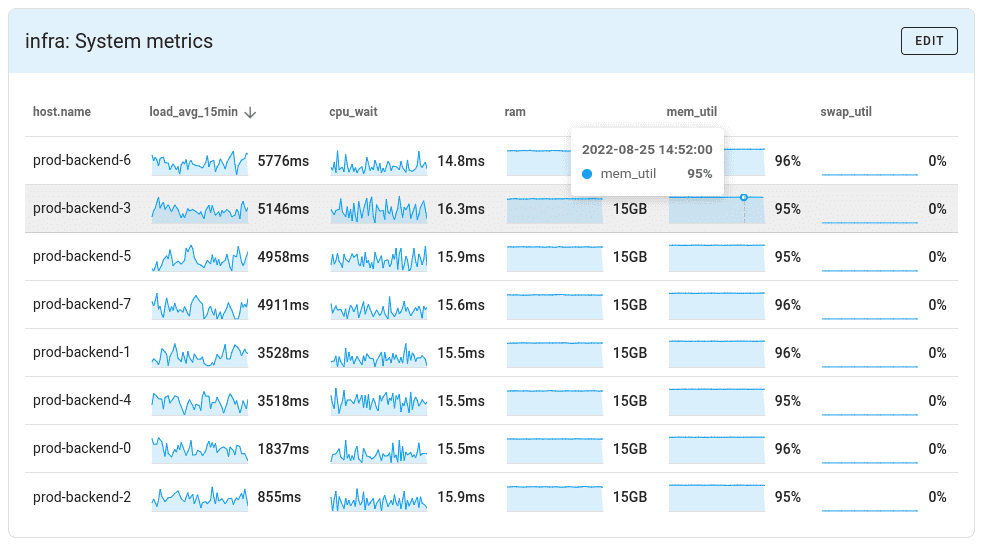 infra: System metrics EDIT
host.name load_avg_15min cpu_wait ram mem_util swap_util
2022-08-25 14:52:00
mem_util 95%
prod-backend-6 5776ms 14.8ms 96% 0%
prod-backend-3 5146ms 16.3ms 15GB 95% 0%
prod-backend-5 4958ms 15.9ms 15GB 95% 0%
prod-backend-7 4911ms 15.6ms 15GB 96% 0%
prod-backend-1 3528ms 15.5ms 15GB 96% 0%
prod-backend-4 3518ms 15.5ms 15GB 95% 0%
prod-backend-0 1837ms 15.5ms 15GB 96% 0%
prod-backend-2 855ms 15.9ms 15GB 95% 0%